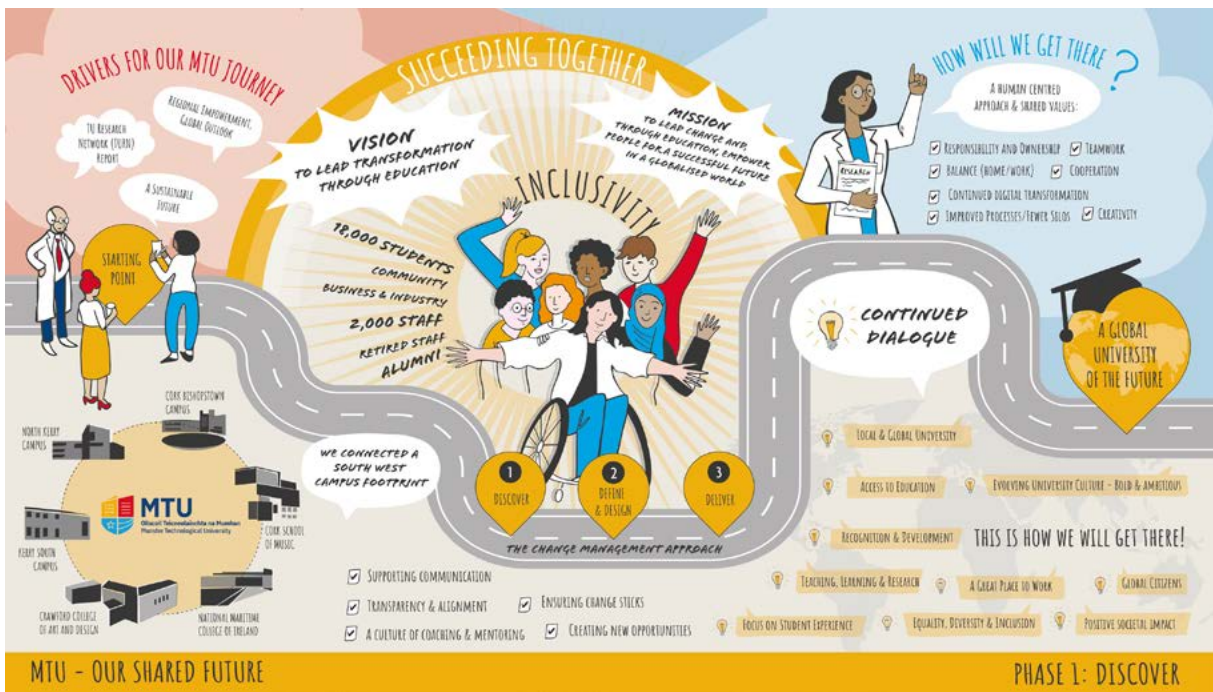 DRIVERS FOR OUR MTU JOURNEY
REGIONAL EMPOWERMENT,
GLOBAL OUTLOOK
TU RESEARCH
NETWORK (TURN)
REPORT
A SUSTAINABLE
FUTURE
STARTING
POINT
SUCCEEDING TOGETHER
VISION
TO LEAD TRANSFORMATION
THROUGH EDUCATION
MISSION
TO LEAD CHANGE AND,
THROUGH EDUCATION, EMPOWER
PEOPLE FOR A SUCCESSFUL FUTURE
IN A GLOBALISED WORLD
INCLUSIVITY
18,000 STUDENTS
COMMUNITY
BUSINESS & INDUSTRY
2,000 STAFF
RETIRED STAFF
ALUMNI
HOW WILL WE GET THERE ?
A HUMAN CENTRED
APPROACH & SHARED VALUES:
RESEARCH
RESPONSIBILITY AND OWNERSHIP
TEAMWORK
BALANCE (HOME/WORK)
COOPERATION
CONTINUED DIGITAL TRANSFORMATION
IMPROVED PROCESSES/FEWER SILOS
CREATIVITY
CONTINUED
DIALOGUE
A GLOBAL
UNIVERSITY
OF THE FUTURE
CORK BISHOPSTOWN
CAMPUS
NORTH KERRY
CAMPUS
MTU
Ollscoil Teicneolaíochta na Mumhan
Munster Technological University
CORK SCHOOL
OF MUSIC
KERRY SOUTH
CAMPUS
CRAWFORD COLLEGE
OF ART AND DESIGN
NATIONAL MARITIME
COLLEGE OF IRELAND
WE CONNECTED A
SOUTH WEST
CAMPUS FOOTPRINT
1
DISCOVER
2
DEFINE
& DESIGN
3
DELIVER
THE CHANGE MANAGEMENT APPROACH
SUPPORTING COMMUNICATION
TRANSPARENCY & ALIGNMENT
ENSURING CHANGE STICKS
A CULTURE OF COACHING & MENTORING
CREATING NEW OPPORTUNITIES
LOCAL & GLOBAL UNIVERSITY
ACCESS TO EDUCATION
EVOLVING UNIVERSITY CULTURE - BOLD & AMBITIOUS
RECOGNITION & DEVELOPMENT
THIS IS HOW WE WILL GET THERE!
TEACHING, LEARNING & RESEARCH
A GREAT PLACE TO WORK
GLOBAL CITIZENS
FOCUS ON STUDENT EXPERIENCE
EQUALITY, DIVERSITY & INCLUSION
POSITIVE SOCIETAL IMPACT
MTU - OUR SHARED FUTURE
PHASE 1: DISCOVER